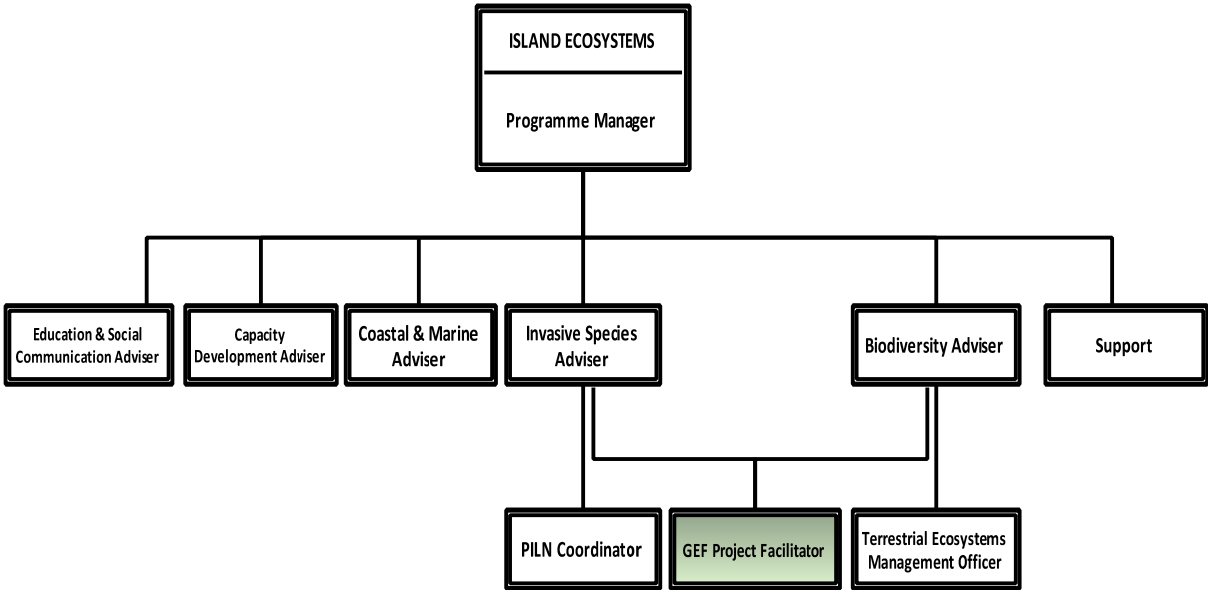 ISLAND ECOSYSTEMS
Programme Manager
Education & Social
Communication Adviser
Capacity
Development Adviser
Coastal & Marine
Adviser
Invasive Species
Adviser
Biodiversity Adviser
Support
PILN Coordinator
GEF Project Facilitator
Terrestrial Ecosystems
Management Officer